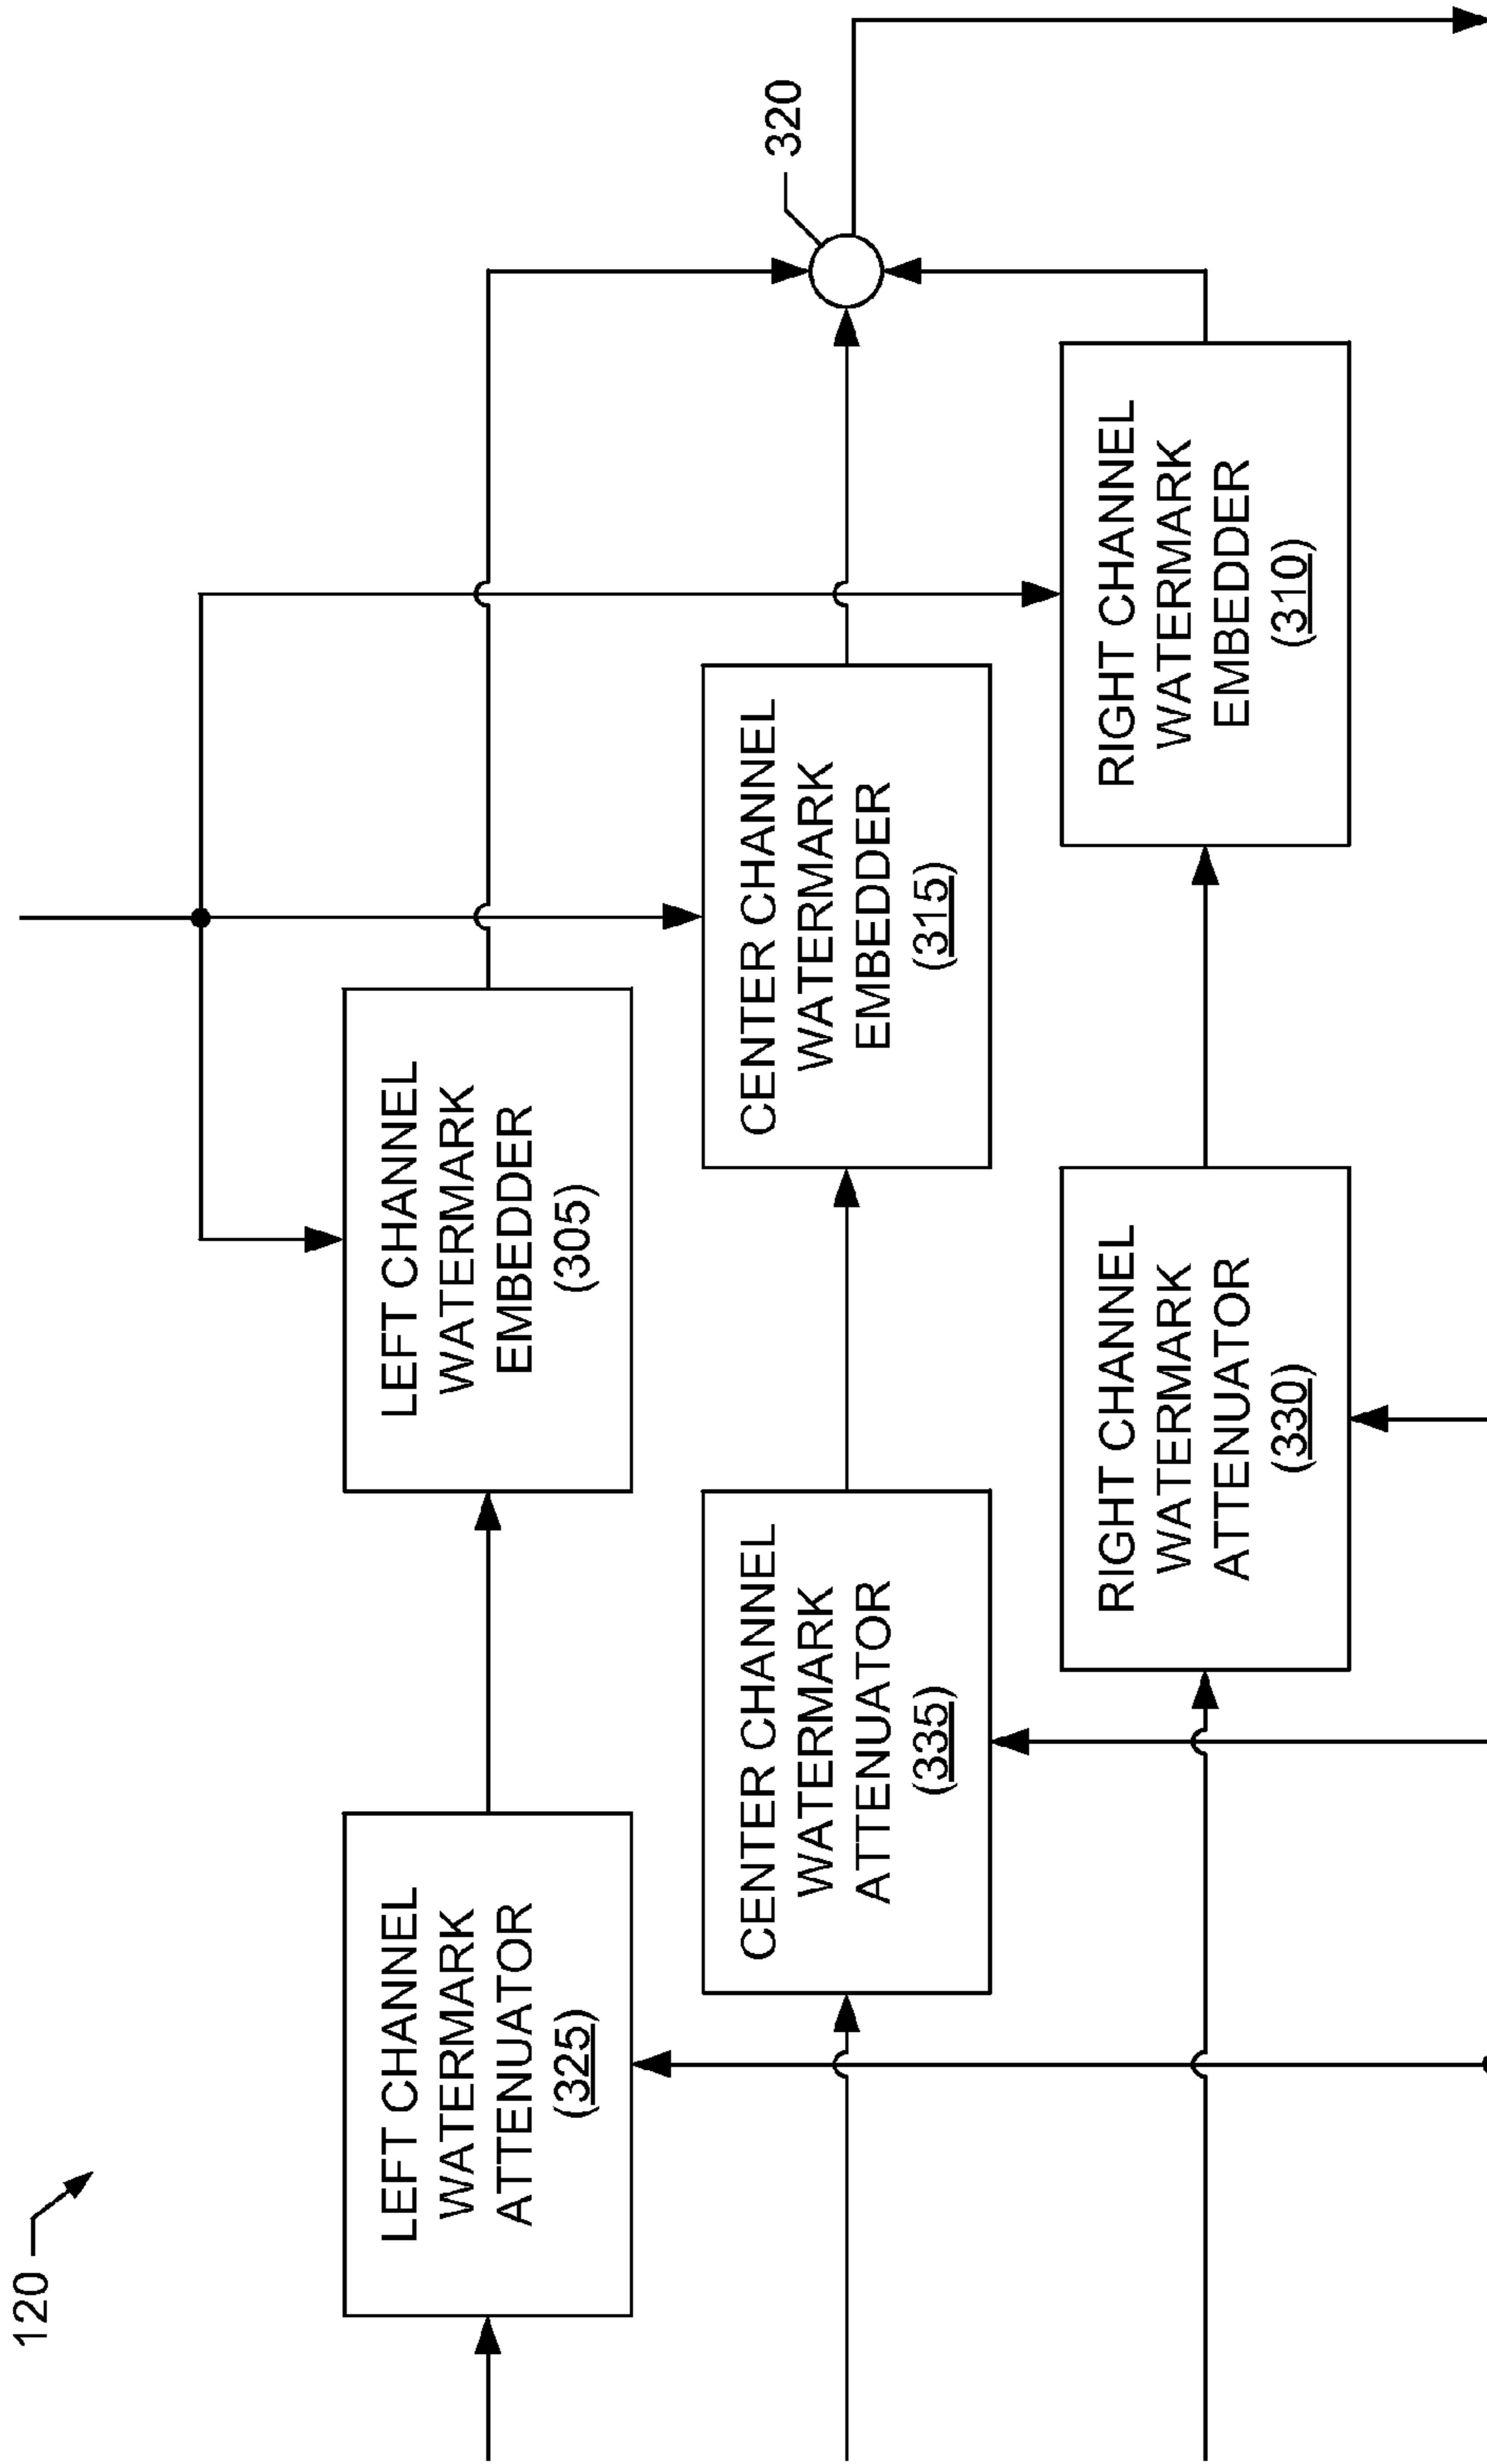 120
LEFT CHANNEL
WATERMARK
ATTENUATOR
(325)
LEFT CHANNEL
WATERMARK
EMBEDDER
(305)
CENTER CHANNEL
WATERMARK
ATTENUATOR
(335)
CENTER CHANNEL
WATERMARK
EMBEDDER
(315)
320
RIGHT CHANNEL
WATERMARK
ATTENUATOR
(330)
RIGHT CHANNEL
WATERMARK
EMBEDDER
(310)